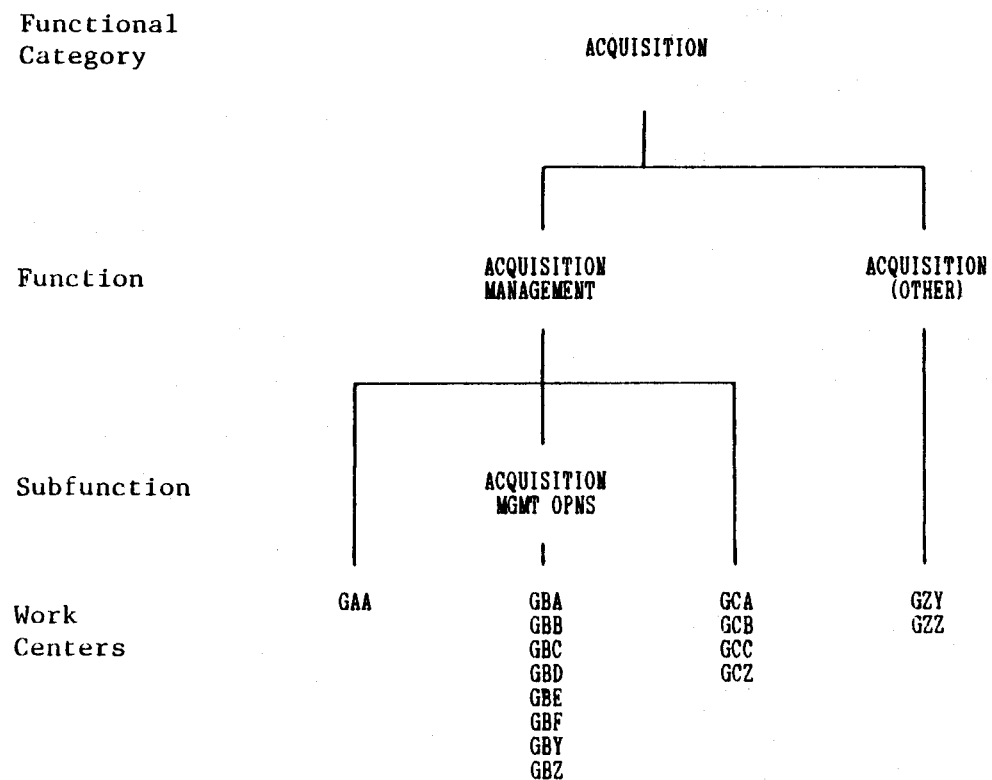 Functional
Category
ACQUISITION
Function
ACQUISITION
MANAGEMENT
ACQUISITION
(OTHER)
Subfunction
ACQUISITION
MGMT OPNS
Work
Centers
GAA
GBA
GBB
GBC
GBD
GBE
GBF
GBY
GBZ
GCA
GCB
GCC
GCZ
GZY
GZZ